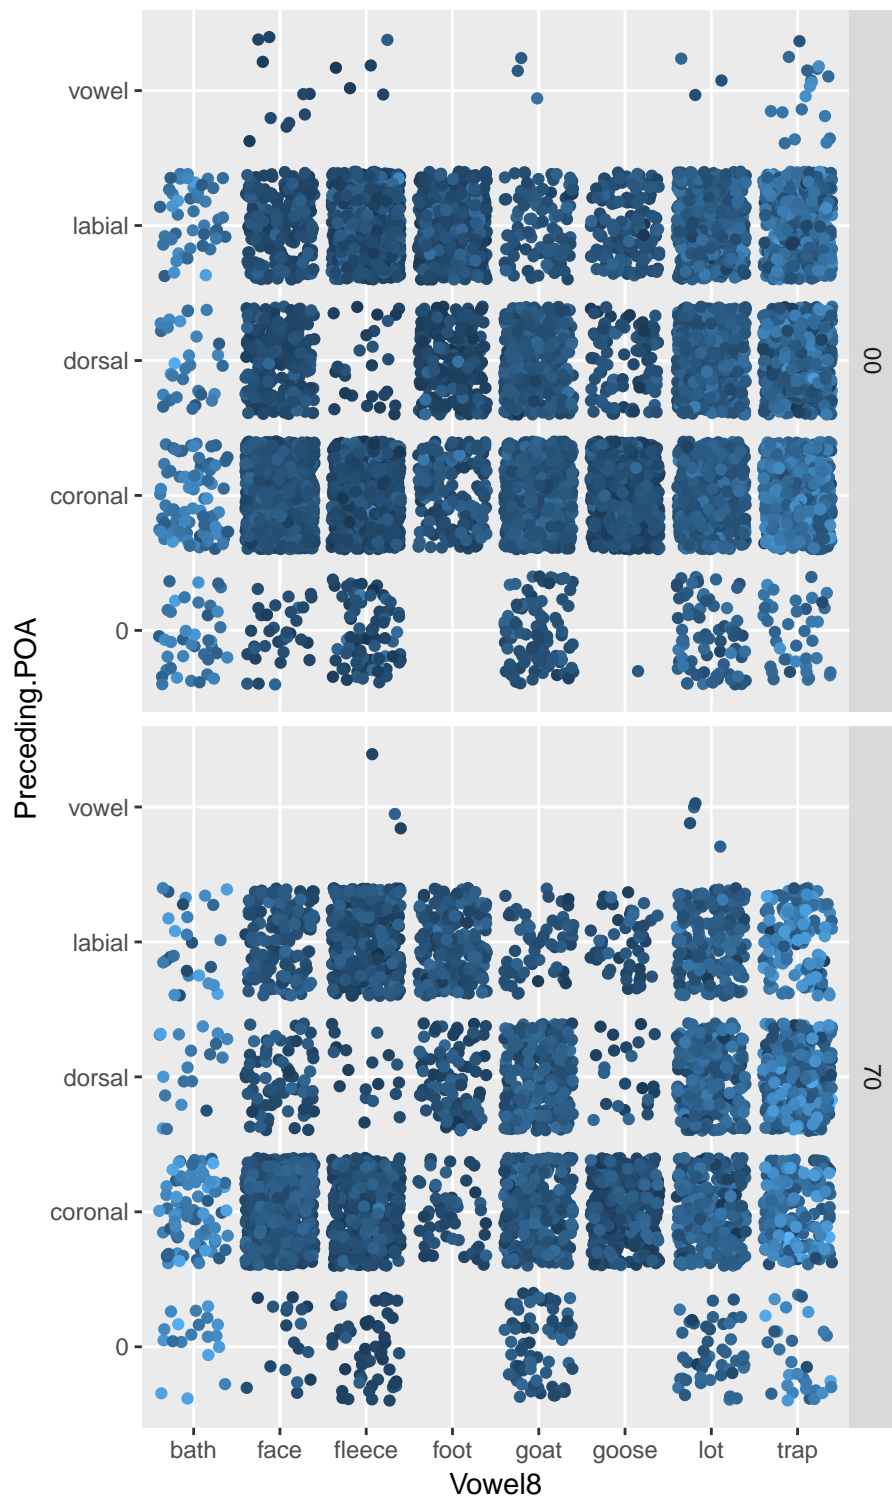 vowel
labial
dorsal
coronal
0
00
Preceding.POA
vowel
labial
dorsal
coronal
0
70
bath face fleece foot goat goose lot trap
Vowel8